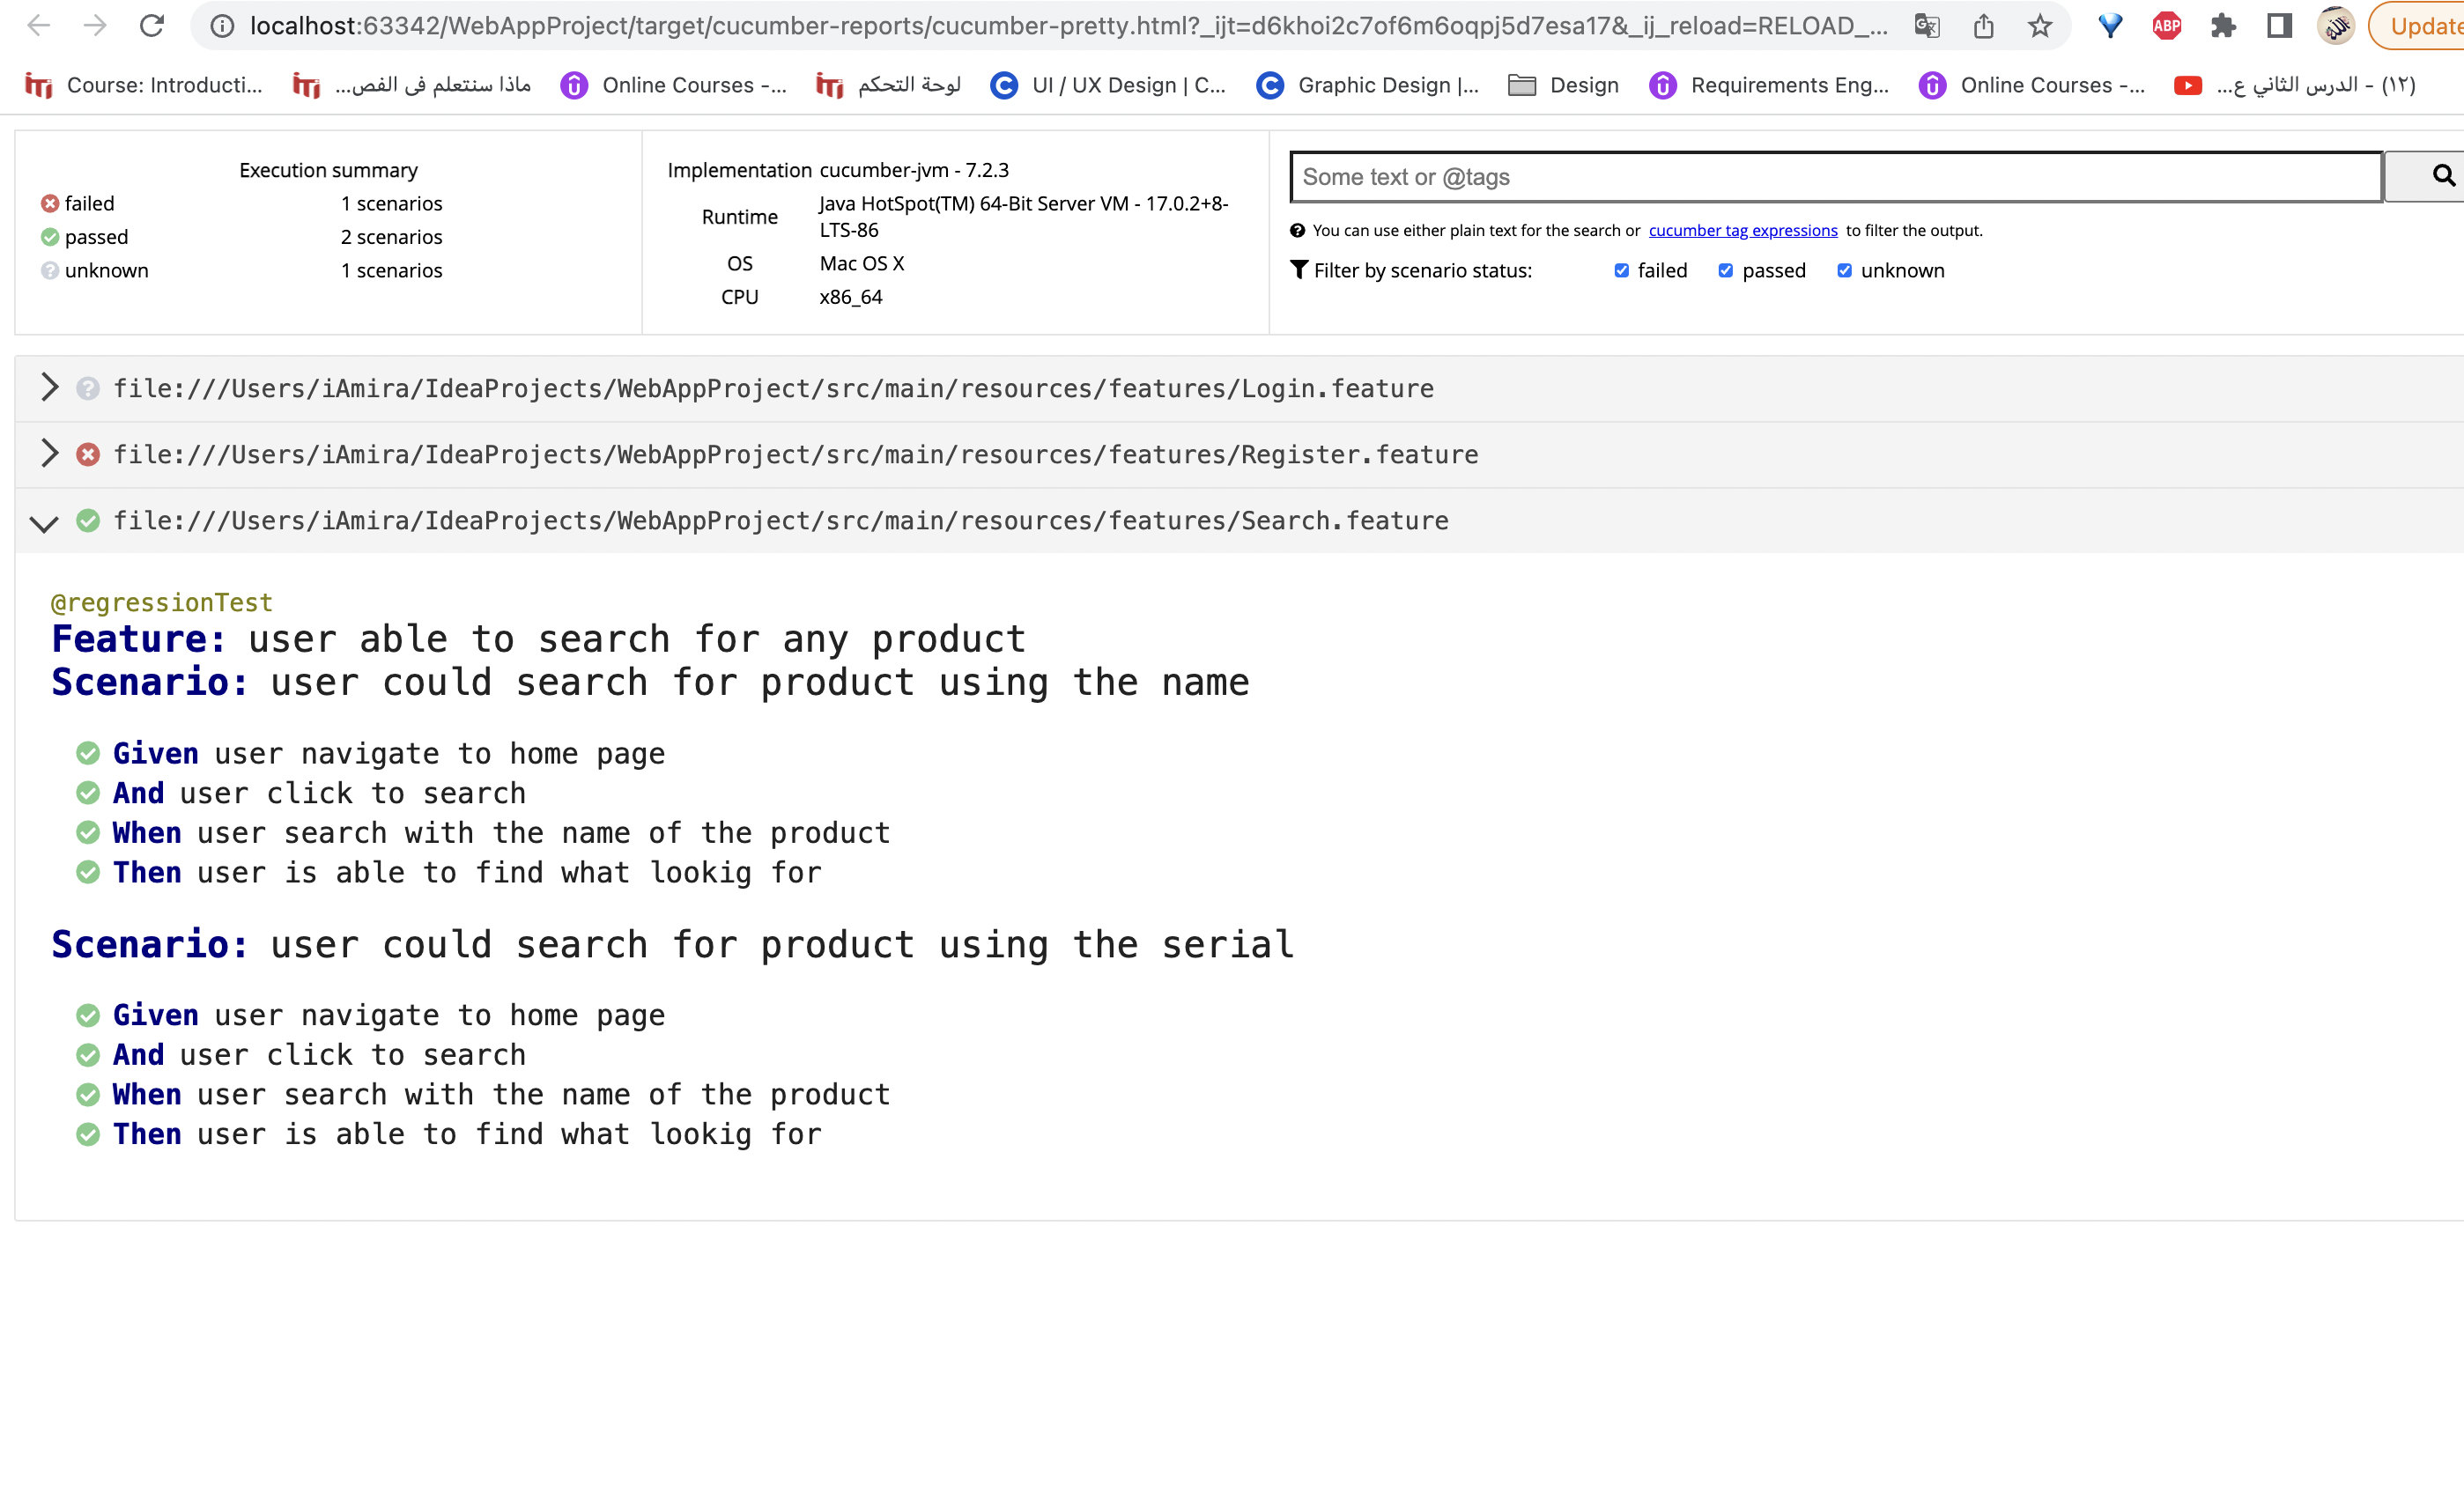 localhost:63342/WebAppProject/target/cucumber-reports/cucumber-pretty.html?_ijt=d6khoi2c7of6m6oqpj5d7esa17&_ij_reload=RELOAD_...
ABP
Update
Course: Introducti...
ماذا سنتعلم في الفص...
Online Courses -...
لوحة التحكم
UI / UX Design | C...
Graphic Design |...
Design
Requirements Eng...
Online Courses -...
(١٢) - الدرس الثاني ع...
Execution summary
failed 1 scenarios
passed 2 scenarios
unknown 1 scenarios
Implementation cucumber-jvm - 7.2.3
Runtime Java HotSpot(TM) 64-Bit Server VM - 17.0.2+8-
LTS-86
OS Mac OS X
CPU x86_64
Some text or @tags
You can use either plain text for the search or cucumber tag expressions to filter the output.
Filter by scenario status: failed passed unknown
file:///Users/iAmira/IdeaProjects/WebAppProject/src/main/resources/features/Login.feature
file:///Users/iAmira/IdeaProjects/WebAppProject/src/main/resources/features/Register.feature
file:///Users/iAmira/IdeaProjects/WebAppProject/src/main/resources/features/Search.feature
@regressionTest
Feature: user able to search for any product
Scenario: user could search for product using the name
Given user navigate to home page
And user click to search
When user search with the name of the product
Then user is able to find what lookig for
Scenario: user could search for product using the serial
Given user navigate to home page
And user click to search
When user search with the name of the product
Then user is able to find what lookig for